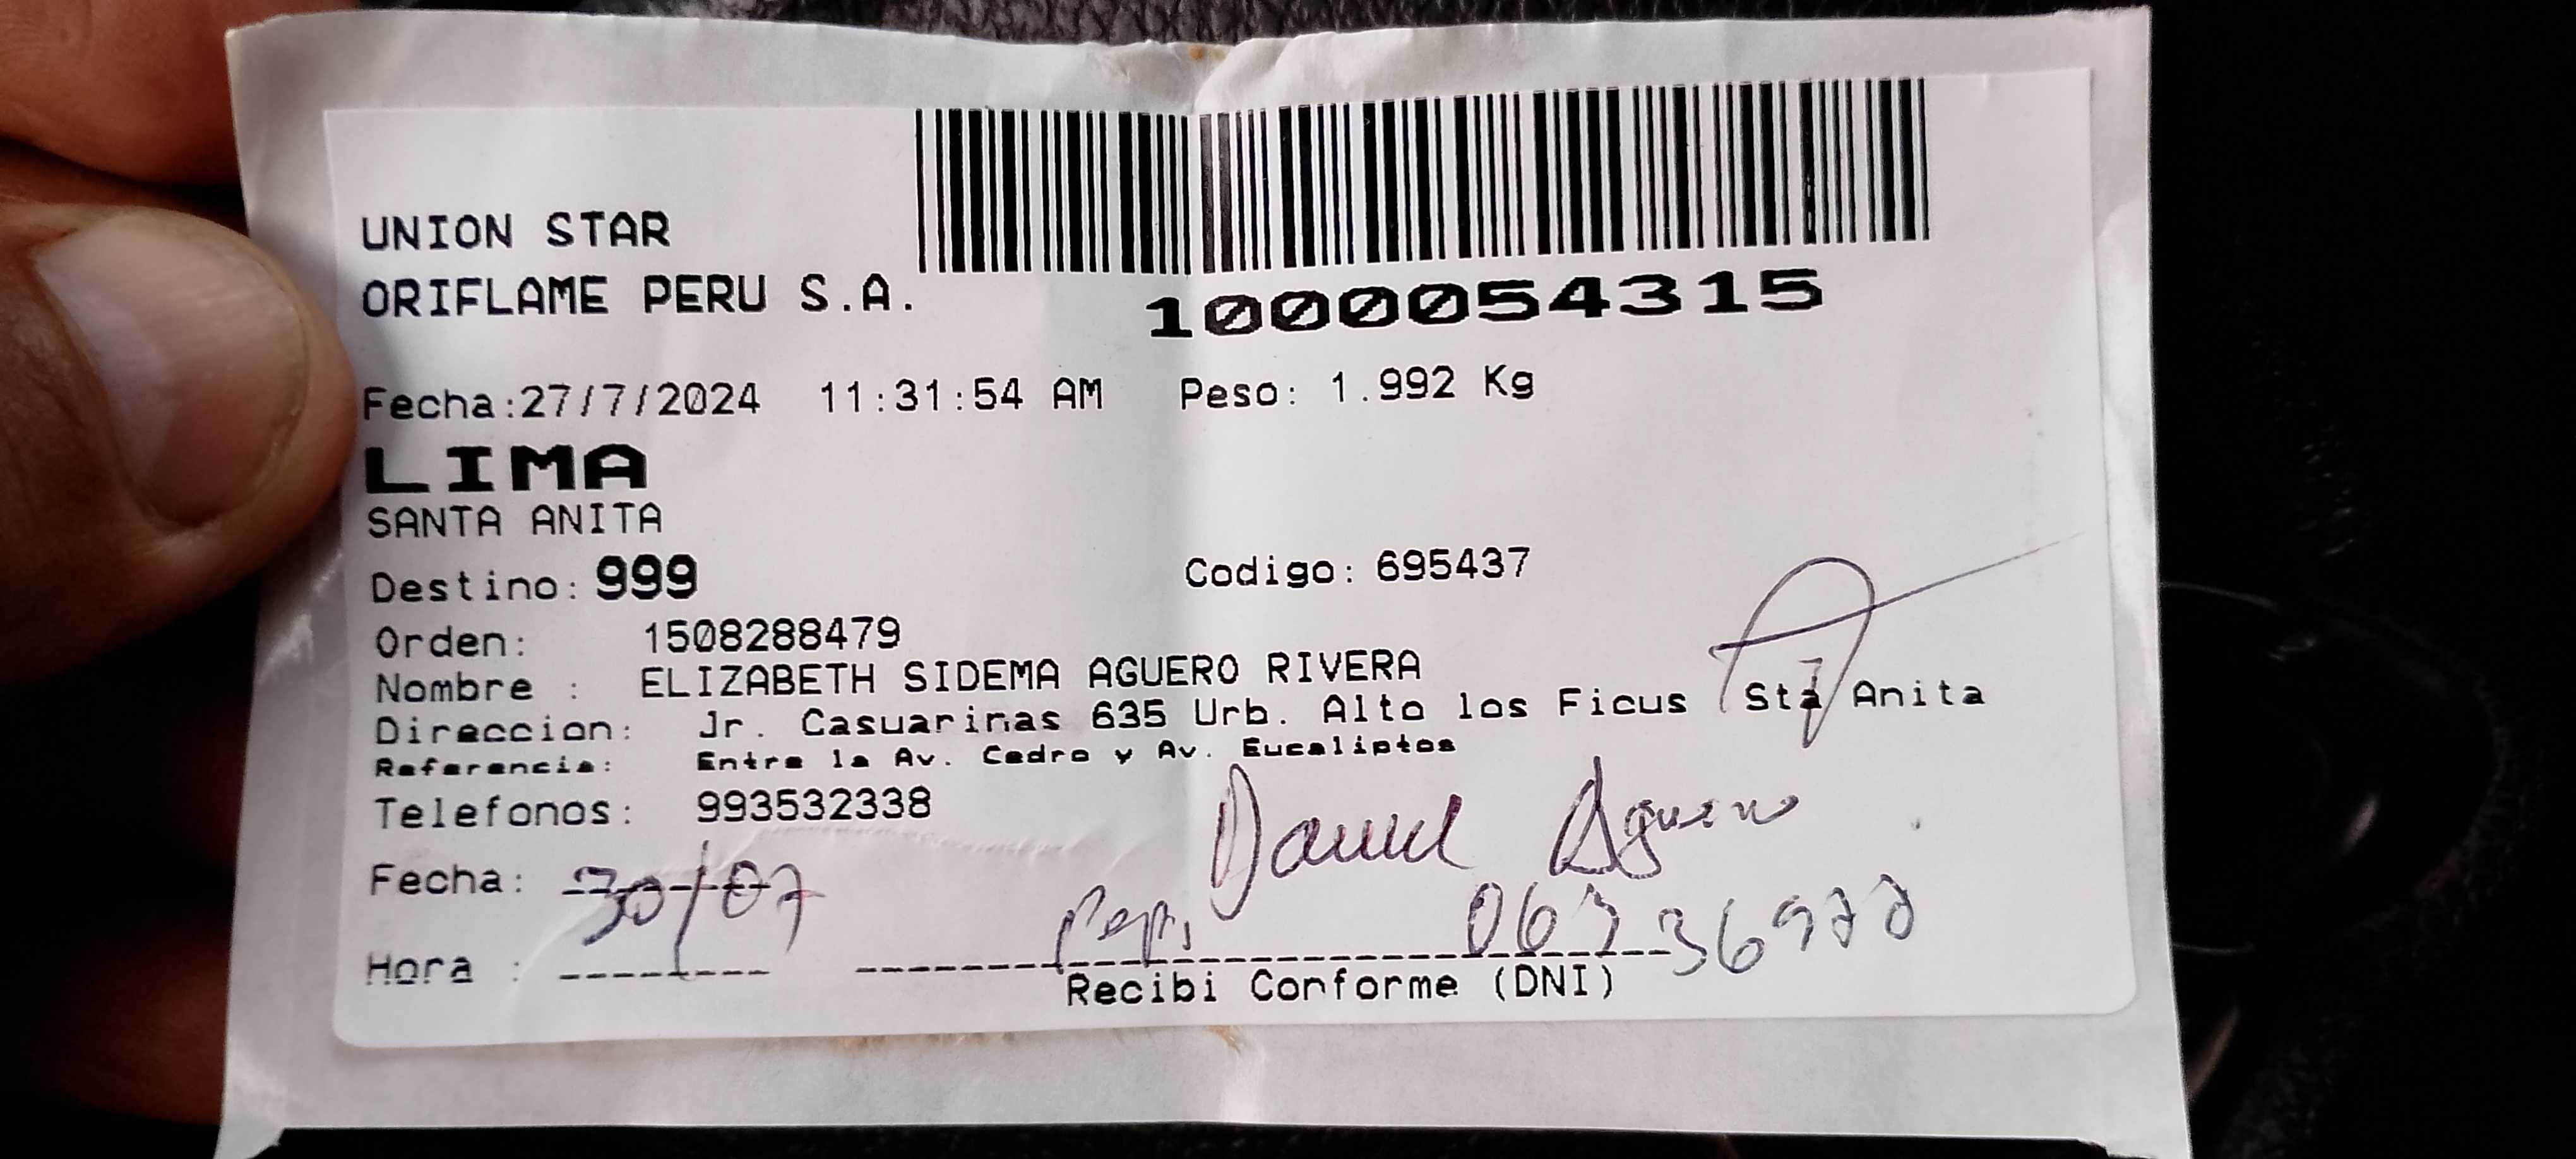 UNION STAR
ORIFLAME PERU S.A.
1000054315
Fecha:27/7/2024 11:31:54 AM Peso: 1.992 Kg
LIMA
SANTA ANITA
Destino: 999 Codigo: 695437
Orden: 1508288479
Nombre : ELIZABETH SIDEMA AGUERO RIVERA
Direccion: Jr. Casuarinas 635 Urb. Alto los Ficus Sta Anita
Referencia: Entre la Av. Cedro y Av. Eucaliptos
Telefonos: 993532338
Daniel Aguero
Fecha: 30/07
Hora :
Recibi Conforme (DNI)